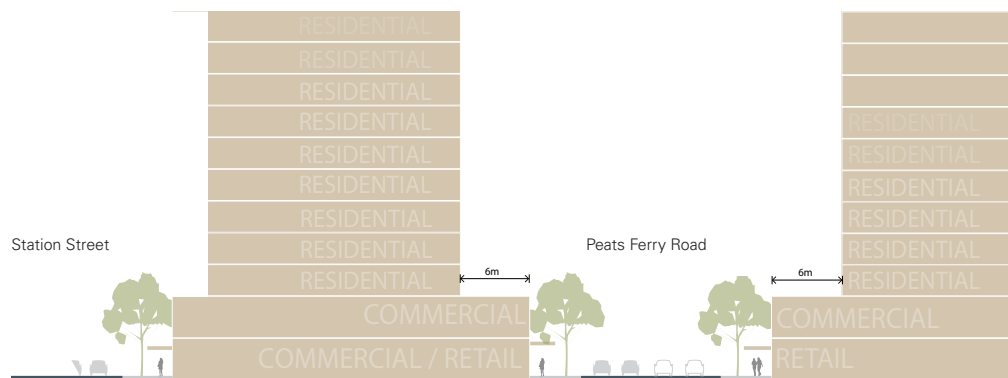 RESIDENTIAL
RESIDENTIAL
RESIDENTIAL
RESIDENTIAL
RESIDENTIAL
RESIDENTIAL
RESIDENTIAL
RESIDENTIAL
RESIDENTIAL
COMMERCIAL
COMMERCIAL / RETAIL
Station Street
6m
Peats Ferry Road
6m
RESIDENTIAL
RESIDENTIAL
RESIDENTIAL
RESIDENTIAL
RESIDENTIAL
RESIDENTIAL
COMMERCIAL
RETAIL